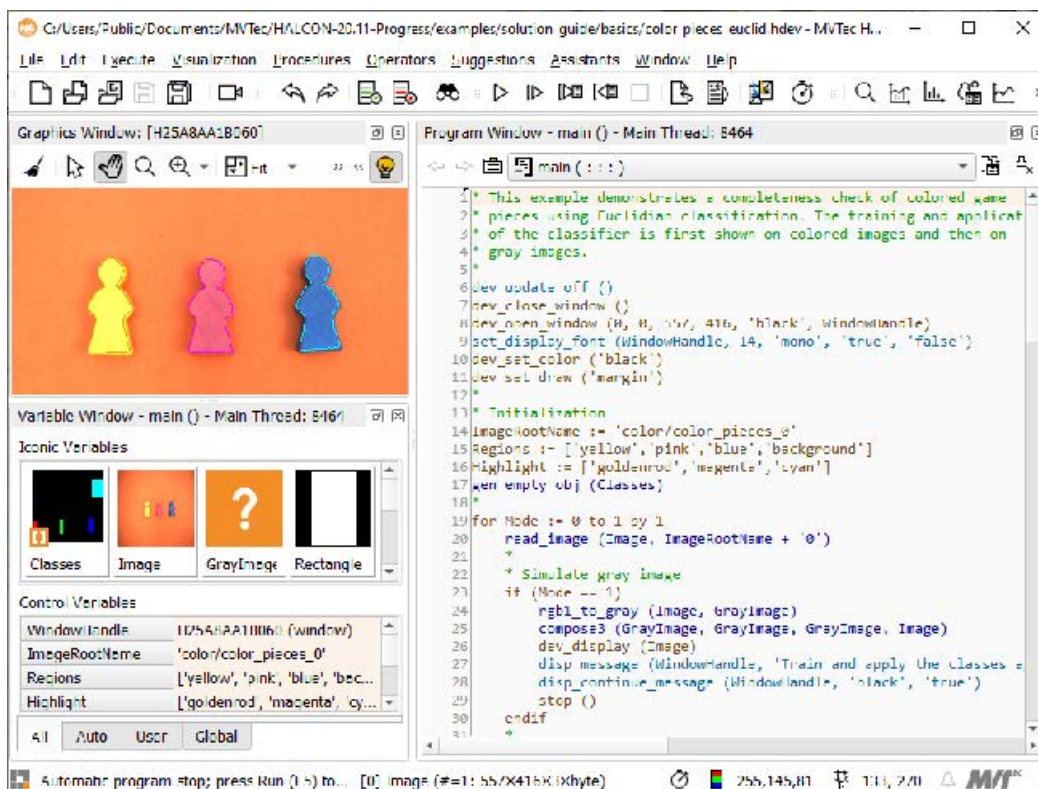 C:/Users/Public/Documents/MVTec/HALCON-20.11-Progress/examples/solution_guide/basics/color_pieces_euclid.hdev - MVTec H...
File Edit Execute Visualization Procedures Operators Suggestions Assistants Window Help
Graphics Window: [H25A8AA1B060]
Fit
Variable Window - main () - Main Thread: 8464
Iconic Variables
Classes Image GrayImage Rectangle
Control Variables
WindowHandle H25A8AA1B060 (window)
ImageRootName 'color/color_pieces_0'
Regions ['yellow', 'pink', 'blue', 'bac...
Highlight ['goldenrod', 'magenta', 'cy...
All Auto User Global
Program Window - main () - Main Thread: 8464
main ( : : : )
1 * This example demonstrates a completeness check of colored game
2 * pieces using Euclidian classification. The training and applicat
3 * of the classifier is first shown on colored images and then on
4 * gray images.
5 *
6 dev_update_off ()
7 dev_close_window ()
8 dev_open_window (0, 0, 557, 416, 'black', WindowHandle)
9 set_display_font (WindowHandle, 14, 'mono', 'true', 'false')
10 dev_set_color ('black')
11 dev_set_draw ('margin')
12 *
13 * Initialization
14 ImageRootName := 'color/color_pieces_0'
15 Regions := ['yellow','pink','blue','background']
16 Highlight := ['goldenrod','magenta','cyan']
17 gen_empty_obj (Classes)
18 *
19 for Mode := 0 to 1 by 1
20 read_image (Image, ImageRootName + '0')
21 *
22 * Simulate gray image
23 if (Mode == 1)
24 rgb1_to_gray (Image, GrayImage)
25 compose3 (GrayImage, GrayImage, GrayImage, Image)
26 dev_display (Image)
27 disp_message (WindowHandle, 'Train and apply the classes a
28 disp_continue_message (WindowHandle, 'black', 'true')
29 stop ()
30 endif
31 *
Automatic program stop; press Run (F5) to... [0] Image (#=1: 557x416x3xbyte) 255,145,81 133, 270